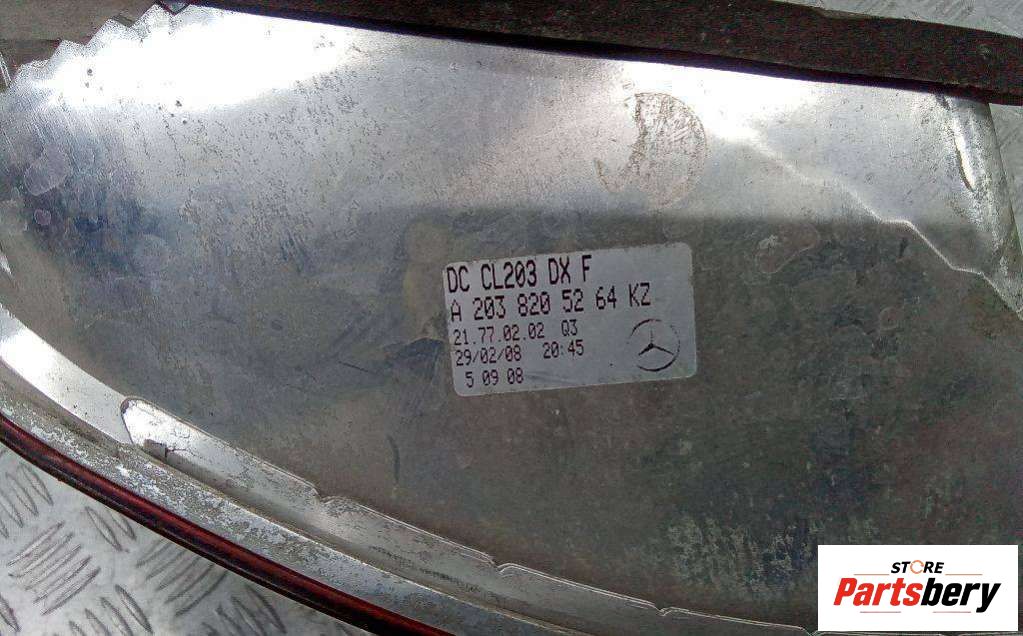 DC CL203 DX F
A 203 820 52 64 KZ
21.77.02.02 Q3
29/02/08 20:45
5 09 08
STORE
Partsbery